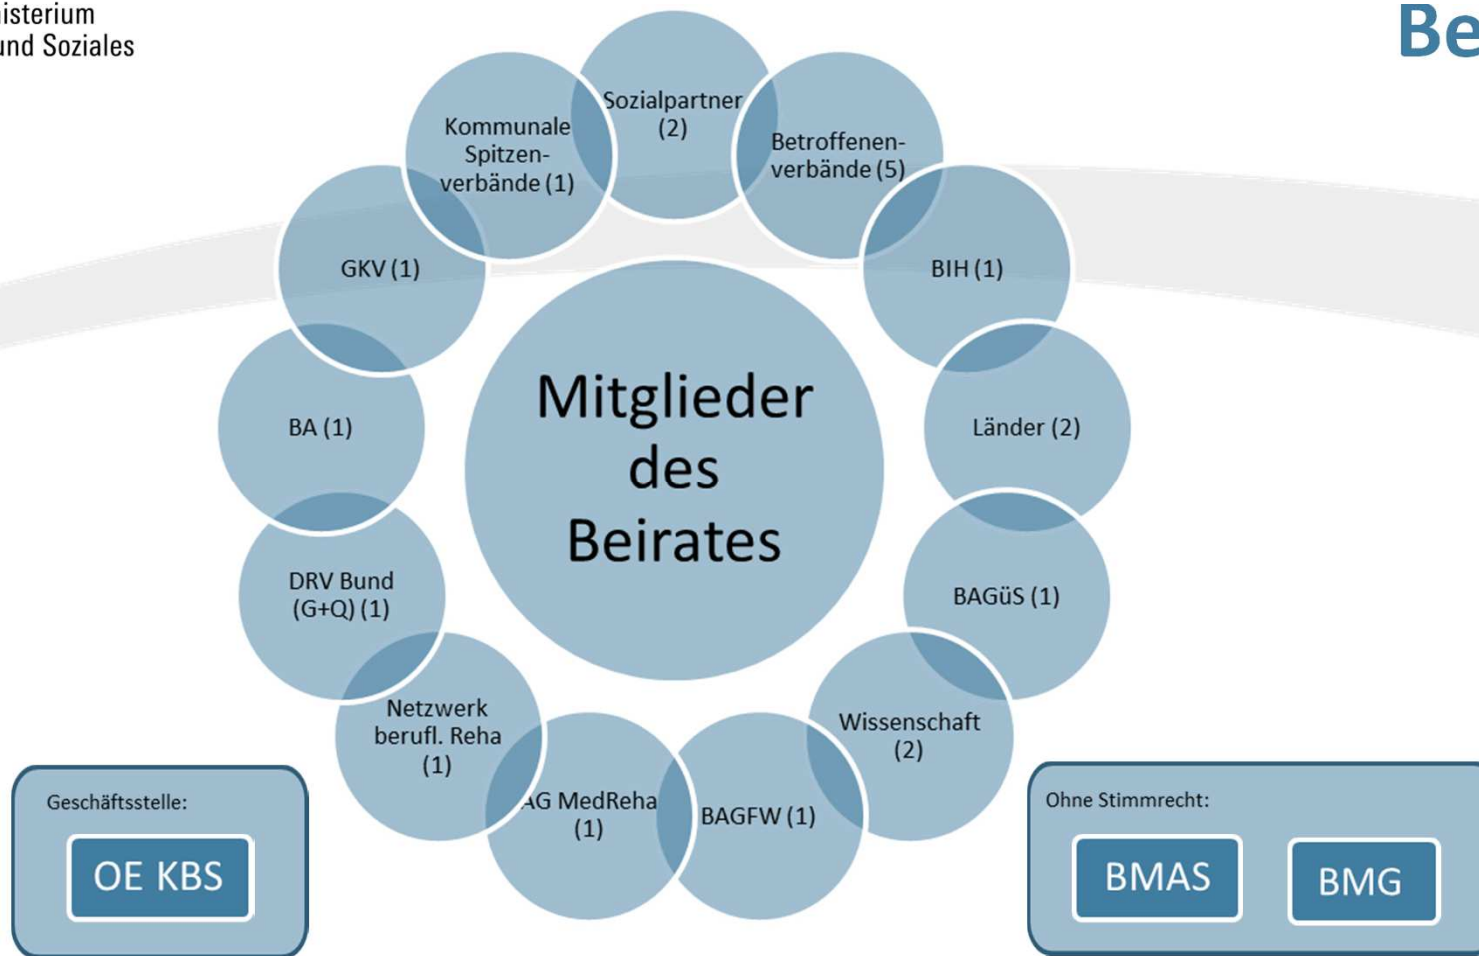 isterium
und Soziales
Be
Sozialpartner
(2)
Betroffenen-
verbände (5)
BIH (1)
Länder (2)
BAGüS (1)
Wissenschaft
(2)
BAGFW (1)
AG MedReha
(1)
Netzwerk
berufl. Reha
(1)
DRV Bund
(G+Q) (1)
BA (1)
GKV (1)
Kommunale
Spitzen-
verbände (1)
Mitglieder
des
Beirates
Geschäftsstelle:
OE KBS
Ohne Stimmrecht:
BMAS
BMG